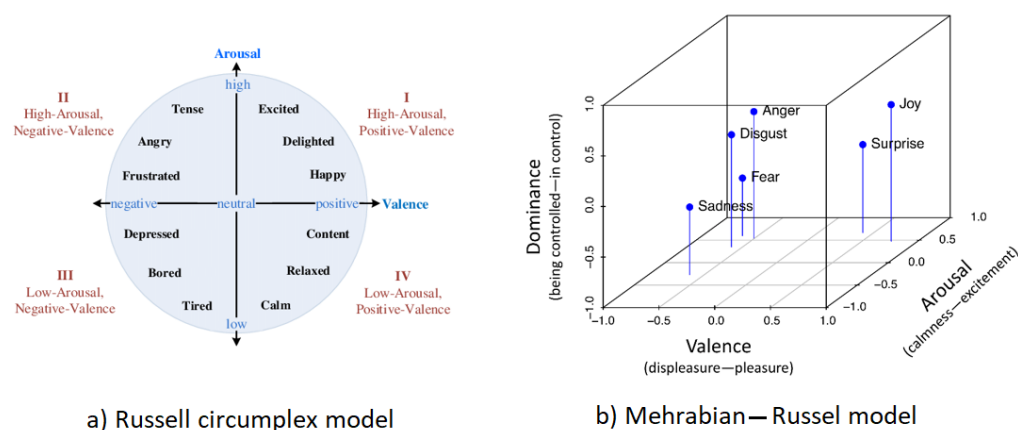 Arousal
high
II
High-Arousal,
Negative-Valence
I
High-Arousal,
Positive-Valence
Tense
Excited
Angry
Delighted
Frustrated
Happy
negative
neutral
positive
Valence
Depressed
Content
Bored
Relaxed
Tired
Calm
III
Low-Arousal,
Negative-Valence
IV
Low-Arousal,
Positive-Valence
low
a) Russell circumplex model
Dominance
(being controlled—in control)
1.0
0.5
0.0
−0.5
−1.0
Anger
Disgust
Fear
Sadness
Joy
Surprise
−1.0
−0.5
0.0
0.5
1.0
Valence
(displeasure—pleasure)
1.0
0.5
0.0
−0.5
−1.0
Arousal
(calmness—excitement)
b) Mehrabian—Russel model